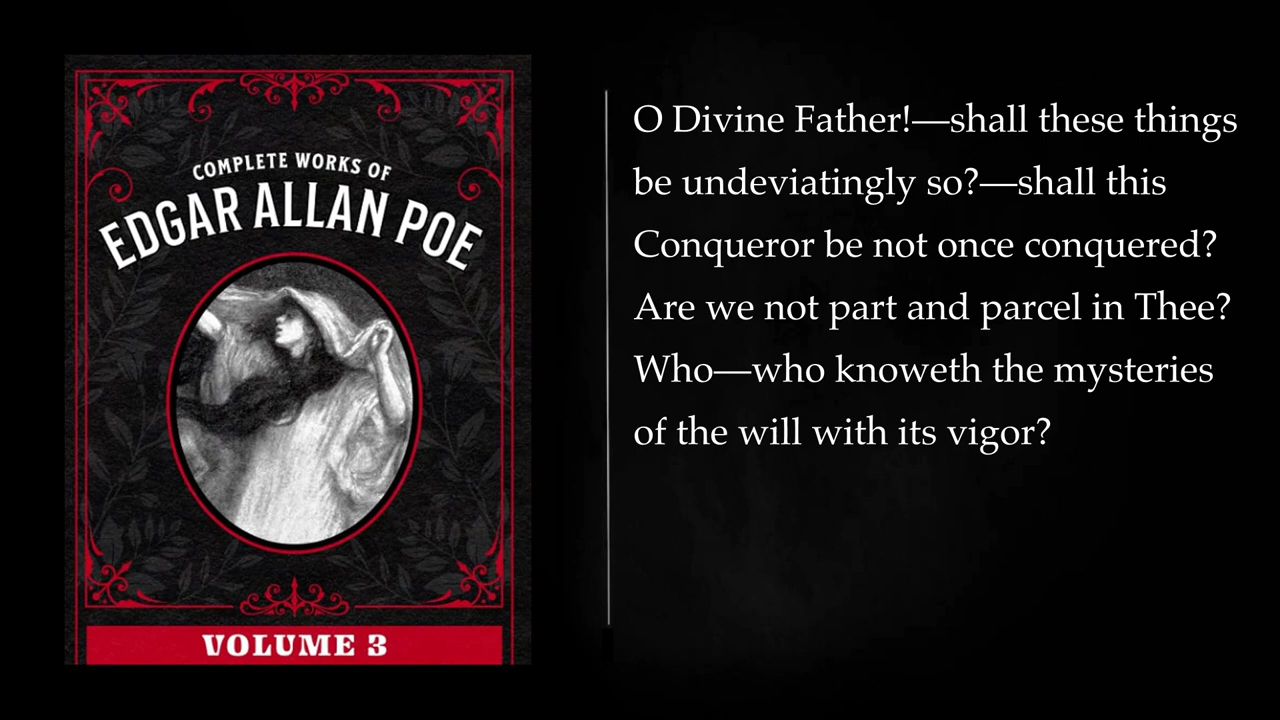 COMPLETE WORKS OF
EDGAR ALLAN POE
VOLUME 3
O Divine Father!—shall these things
be undeviatingly so?—shall this
Conqueror be not once conquered?
Are we not part and parcel in Thee?
Who—who knoweth the mysteries
of the will with its vigor?